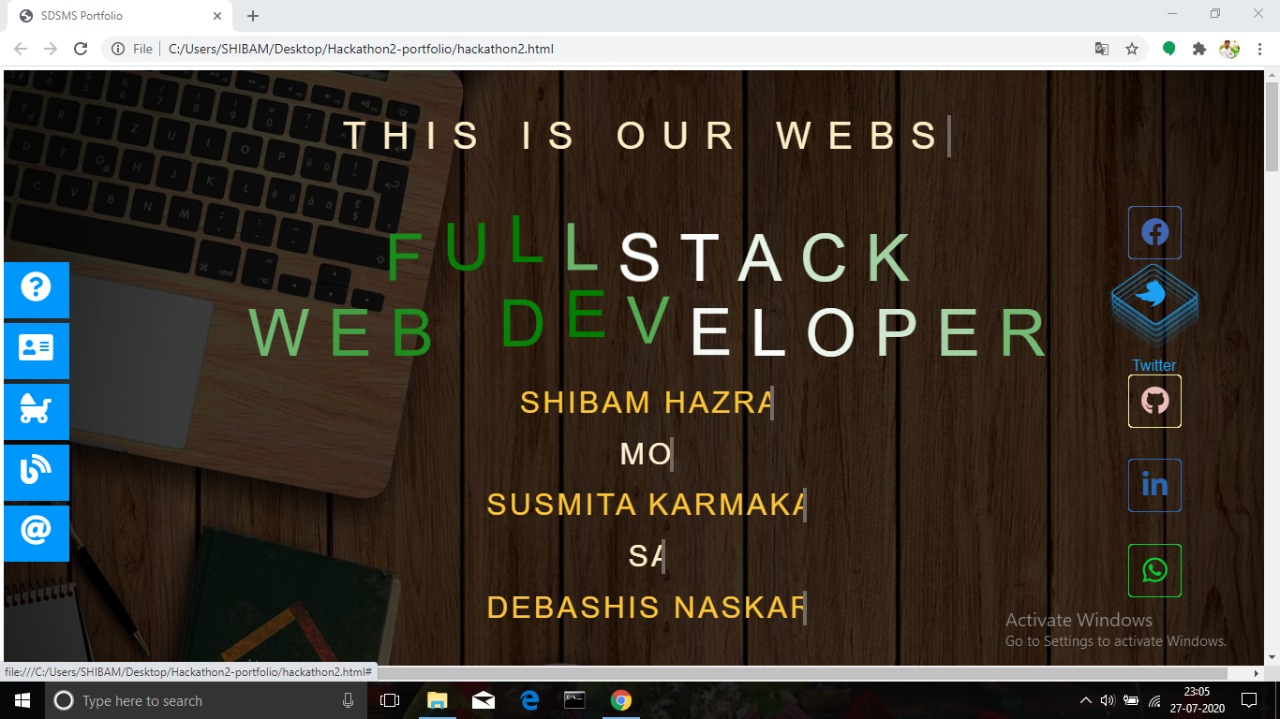 SDSMS Portfolio
File
C:/Users/SHIBAM/Desktop/Hackathon2-portfolio/hackathon2.html
THIS IS OUR WEBS
FULLSTACK
WEB DEVELOPER
Twitter
SHIBAM HAZRA
MO
SUSMITA KARMAKA
SA
DEBASHIS NASKAR
Activate Windows
Go to Settings to activate Windows.
file:///C:/Users/SHIBAM/Desktop/Hackathon2-portfolio/hackathon2.html#
Type here to search
23:05
27-07-2020